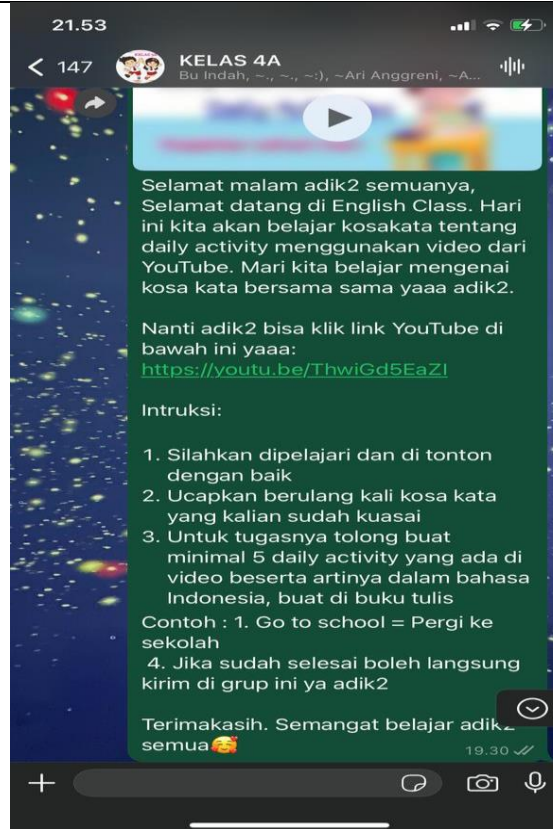 21.53
147
KELAS 4A
Bu Indah, ~., ~., ~:), ~Ari Anggreni, ~A...
Selamat malam adik2 semuanya,
Selamat datang di English Class. Hari
ini kita akan belajar kosakata tentang
daily activity menggunakan video dari
YouTube. Mari kita belajar mengenai
kosa kata bersama sama yaaa adik2.
Nanti adik2 bisa klik link YouTube di
bawah ini yaaa:
https://youtu.be/ThwiGd5EaZI
Intruksi:
1. Silahkan dipelajari dan di tonton
dengan baik
2. Ucapkan berulang kali kosa kata
yang kalian sudah kuasai
3. Untuk tugasnya tolong buat
minimal 5 daily activity yang ada di
video beserta artinya dalam bahasa
Indonesia, buat di buku tulis
Contoh : 1. Go to school = Pergi ke
sekolah
4. Jika sudah selesai boleh langsung
kirim di grup ini ya adik2
Terimakasih. Semangat belajar adik2
semua🥰
19.30